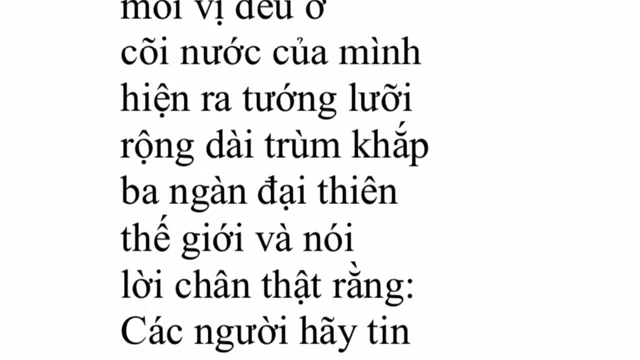 mỗi vị đều ở
cõi nước của mình
hiện ra tướng lưỡi
rộng dài trùm khắp
ba ngàn đại thiên
thế giới và nói
lời chân thật rằng:
Các người hãy tin